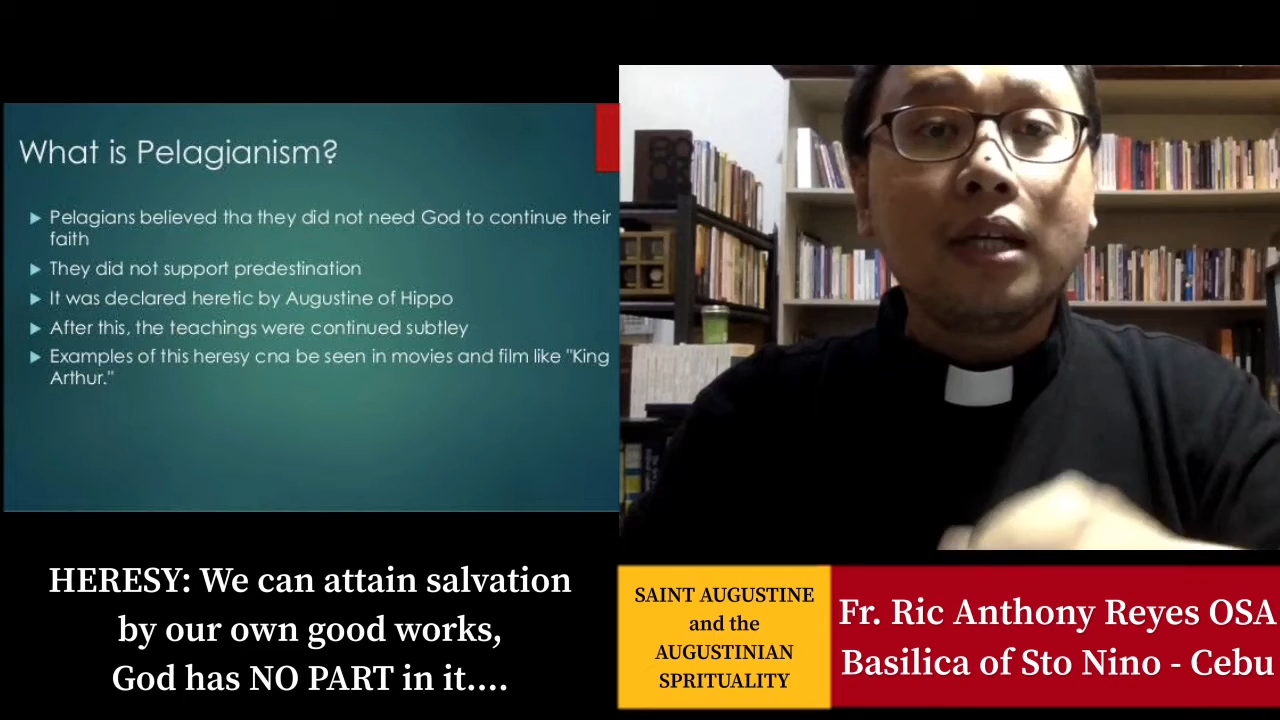 What is Pelagianism?
Pelagians believed tha they did not need God to continue their
faith
They did not support predestination
It was declared heretic by Augustine of Hippo
After this, the teachings were continued subtley
Examples of this heresy cna be seen in movies and film like "King
Arthur."
HERESY: We can attain salvation
by our own good works,
God has NO PART in it....
SAINT AUGUSTINE
and the
AUGUSTINIAN
SPRITUALITY
Fr. Ric Anthony Reyes OSA
Basilica of Sto Nino - Cebu